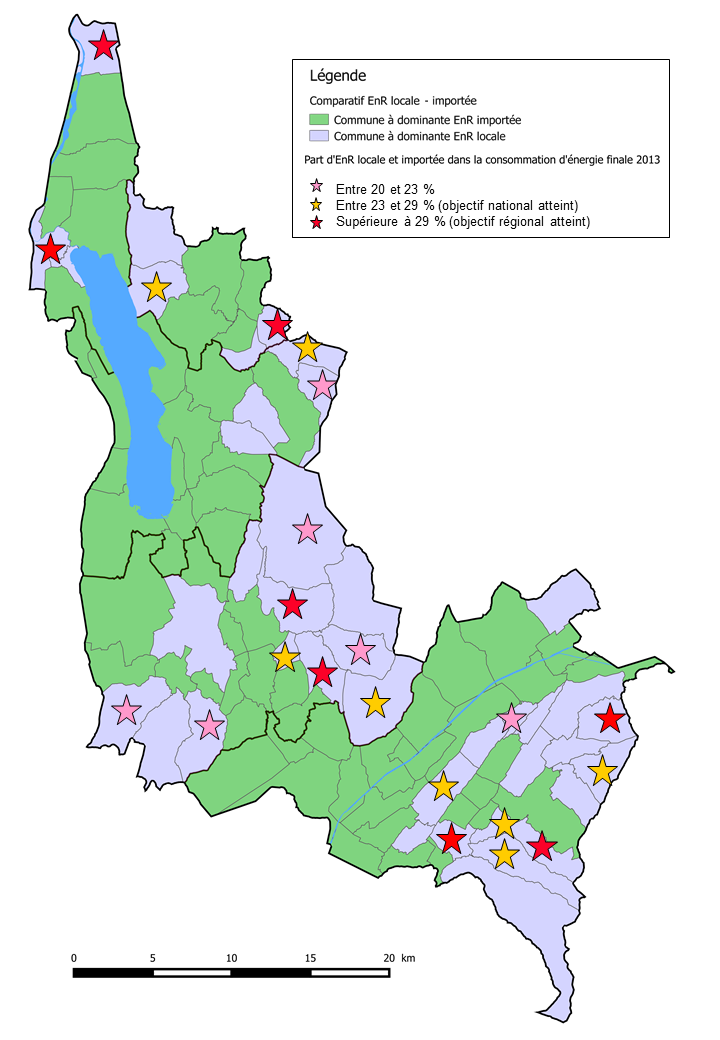 Légende
Comparatif EnR locale - importée
Commune à dominante EnR importée
Commune à dominante EnR locale
Part d'EnR locale et importée dans la consommation d'énergie finale 2013
Entre 20 et 23 %
Entre 23 et 29 % (objectif national atteint)
Supérieure à 29 % (objectif régional atteint)
0 5 10 15 20 km